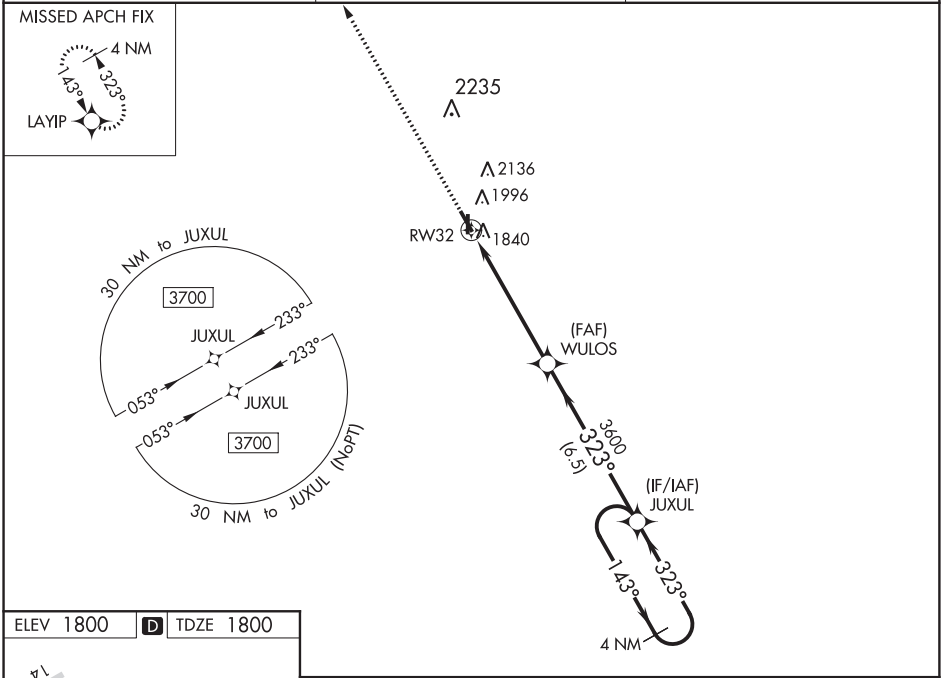 MISSED APCH FIX
4 NM
143°
323°
LAYIP
2235
2136
1996
RW32
1840
30 NM to JUXUL
3700
JUXUL
233°
053°
233°
JUXUL
053°
3700
30 NM to JUXUL (NoPT)
(FAF)
WULOS
3600
323°
(6.5)
(IF/IAF)
JUXUL
143°
323°
4 NM
ELEV 1800
D
TDZE 1800
14